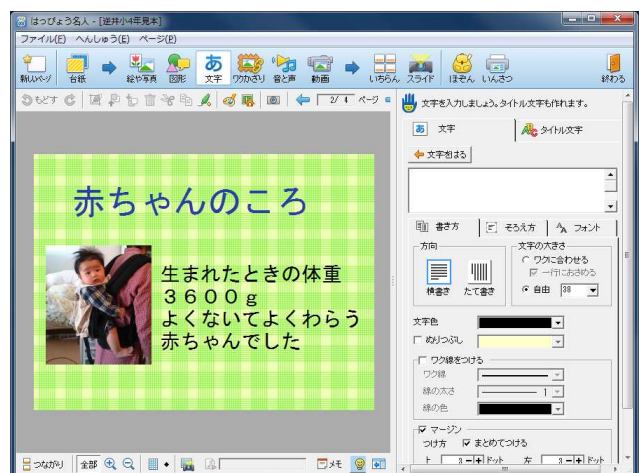 はっぴょう名人 - [逆井小4年見本]
ファイル(F) へんしゅう(E) ページ(P)
新しいページ 台紙 絵や写真 図形 文字 ワクかざり 音と声 動画 いちらん スライド ほぞん いんさつ 終わる
もどす 2/ 4 ページ
文字を入力しましょう。タイトル文字も作れます。
あ 文字 タイトル文字
文字をはる
赤ちゃんのころ
生まれたときの体重
3600g
よくないてよくわらう
赤ちゃんでした
書き方 そろえ方 フォント
方向
横書き たて書き
文字の大きさ
ワクに合わせる
一行におさめる
自由 38
文字色
ぬりつぶし
ワク線をつける
ワク線
線の太さ 1
線の色
マージン
つけ方 まとめてつける
上 3 ドット 左 3 ドット
つながり 全部 メモ